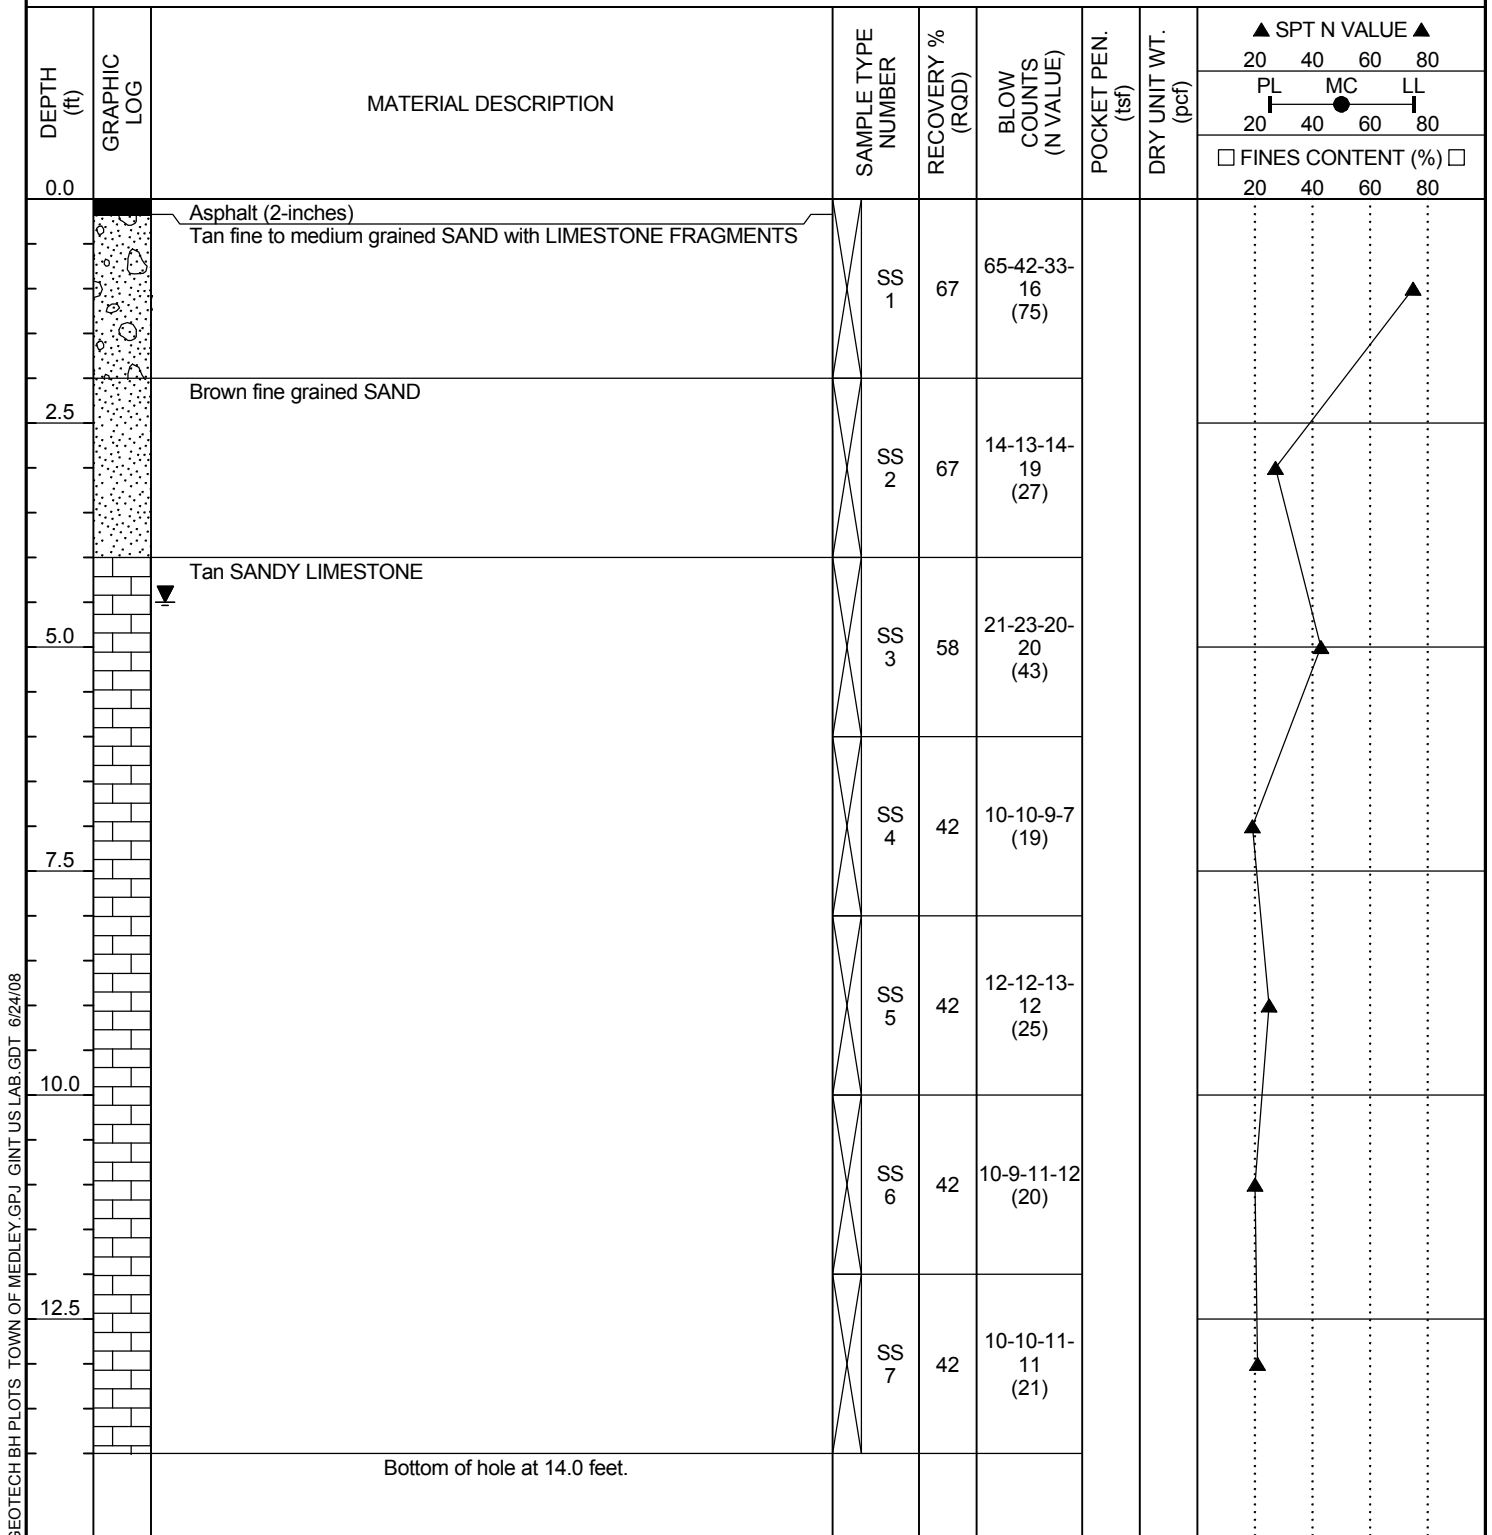 DEPTH
(ft)
GRAPHIC
LOG
MATERIAL DESCRIPTION
SAMPLE TYPE
NUMBER
RECOVERY %
(RQD)
BLOW
COUNTS
(N VALUE)
POCKET PEN.
(tsf)
DRY UNIT WT.
(pcf)
▲ SPT N VALUE ▲
20 40 60 80
PL MC LL
20 40 60 80
□ FINES CONTENT (%) □
20 40 60 80
0.0
Asphalt (2-inches)
Tan fine to medium grained SAND with LIMESTONE FRAGMENTS
SS
1
67
65-42-33-
16
(75)
Brown fine grained SAND
2.5
SS
2
67
14-13-14-
19
(27)
Tan SANDY LIMESTONE
5.0
SS
3
58
21-23-20-
20
(43)
SS
4
42
10-10-9-7
(19)
7.5
SS
5
42
12-12-13-
12
(25)
10.0
SS
6
42
10-9-11-12
(20)
12.5
SS
7
42
10-10-11-
11
(21)
Bottom of hole at 14.0 feet.
GEOTECH BH PLOTS TOWN OF MEDLEY.GPJ GINT US LAB.GDT 6/24/08